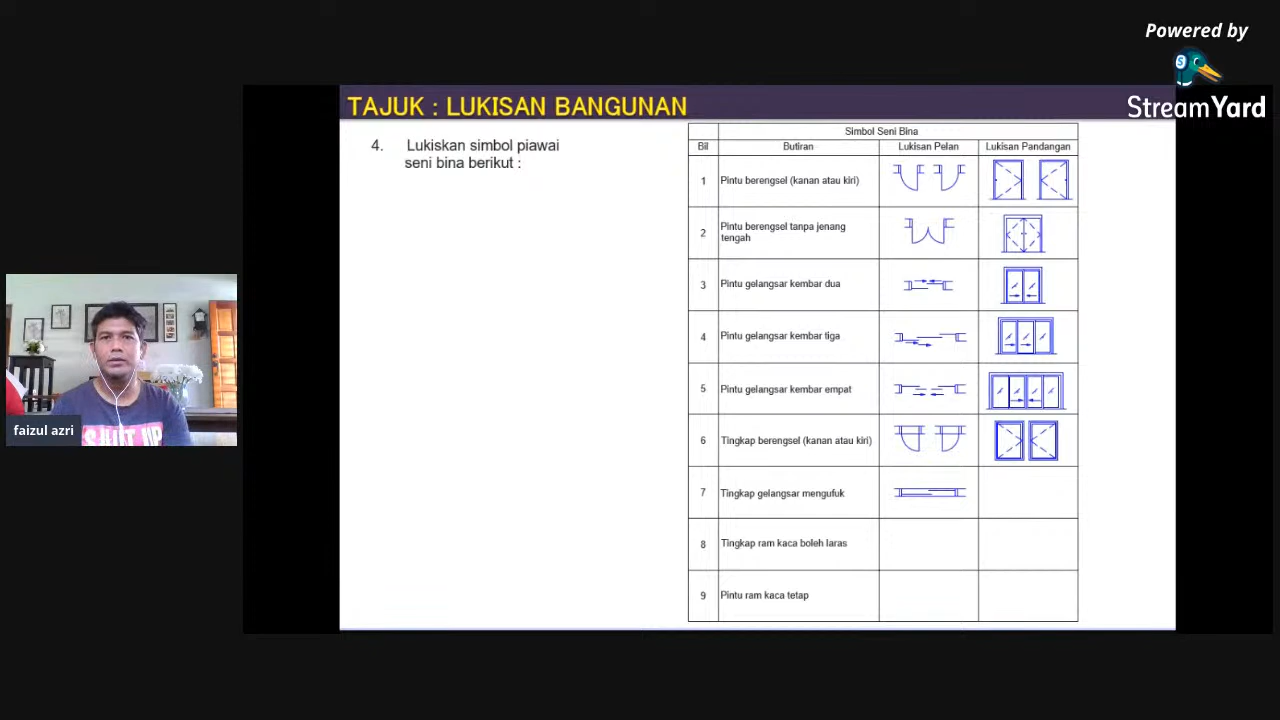 Powered by
StreamYard
TAJUK : LUKISAN BANGUNAN
4. Lukiskan simbol piawai
seni bina berikut :
Simbol Seni Bina
Bil Butiran Lukisan Pelan Lukisan Pandangan
1 Pintu berengsel (kanan atau kiri)
2 Pintu berengsel tanpa jenang
tengah
3 Pintu gelangsar kembar dua
4 Pintu gelangsar kembar tiga
5 Pintu gelangsar kembar empat
6 Tingkap berengsel (kanan atau kiri)
7 Tingkap gelangsar mengufuk
8 Tingkap ram kaca boleh laras
9 Pintu ram kaca tetap
faizul azri